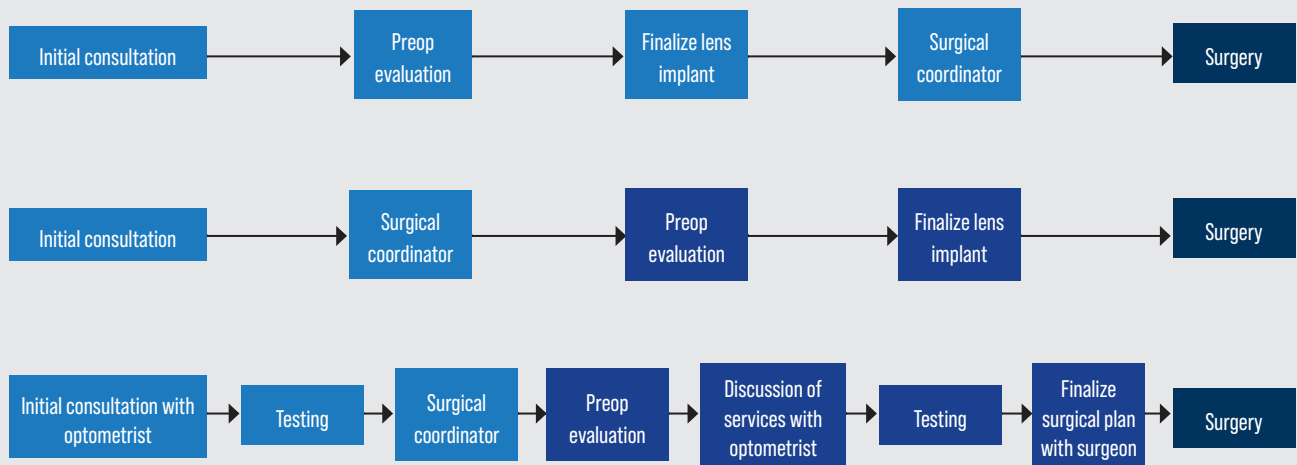 Initial consultation
Preop
evaluation
Finalize lens
implant
Surgical
coordinator
Surgery
Initial consultation
Surgical
coordinator
Preop
evaluation
Finalize lens
implant
Surgery
Initial consultation with
optometrist
Testing
Surgical
coordinator
Preop
evaluation
Discussion of
services with
optometrist
Testing
Finalize
surgical plan
with surgeon
Surgery